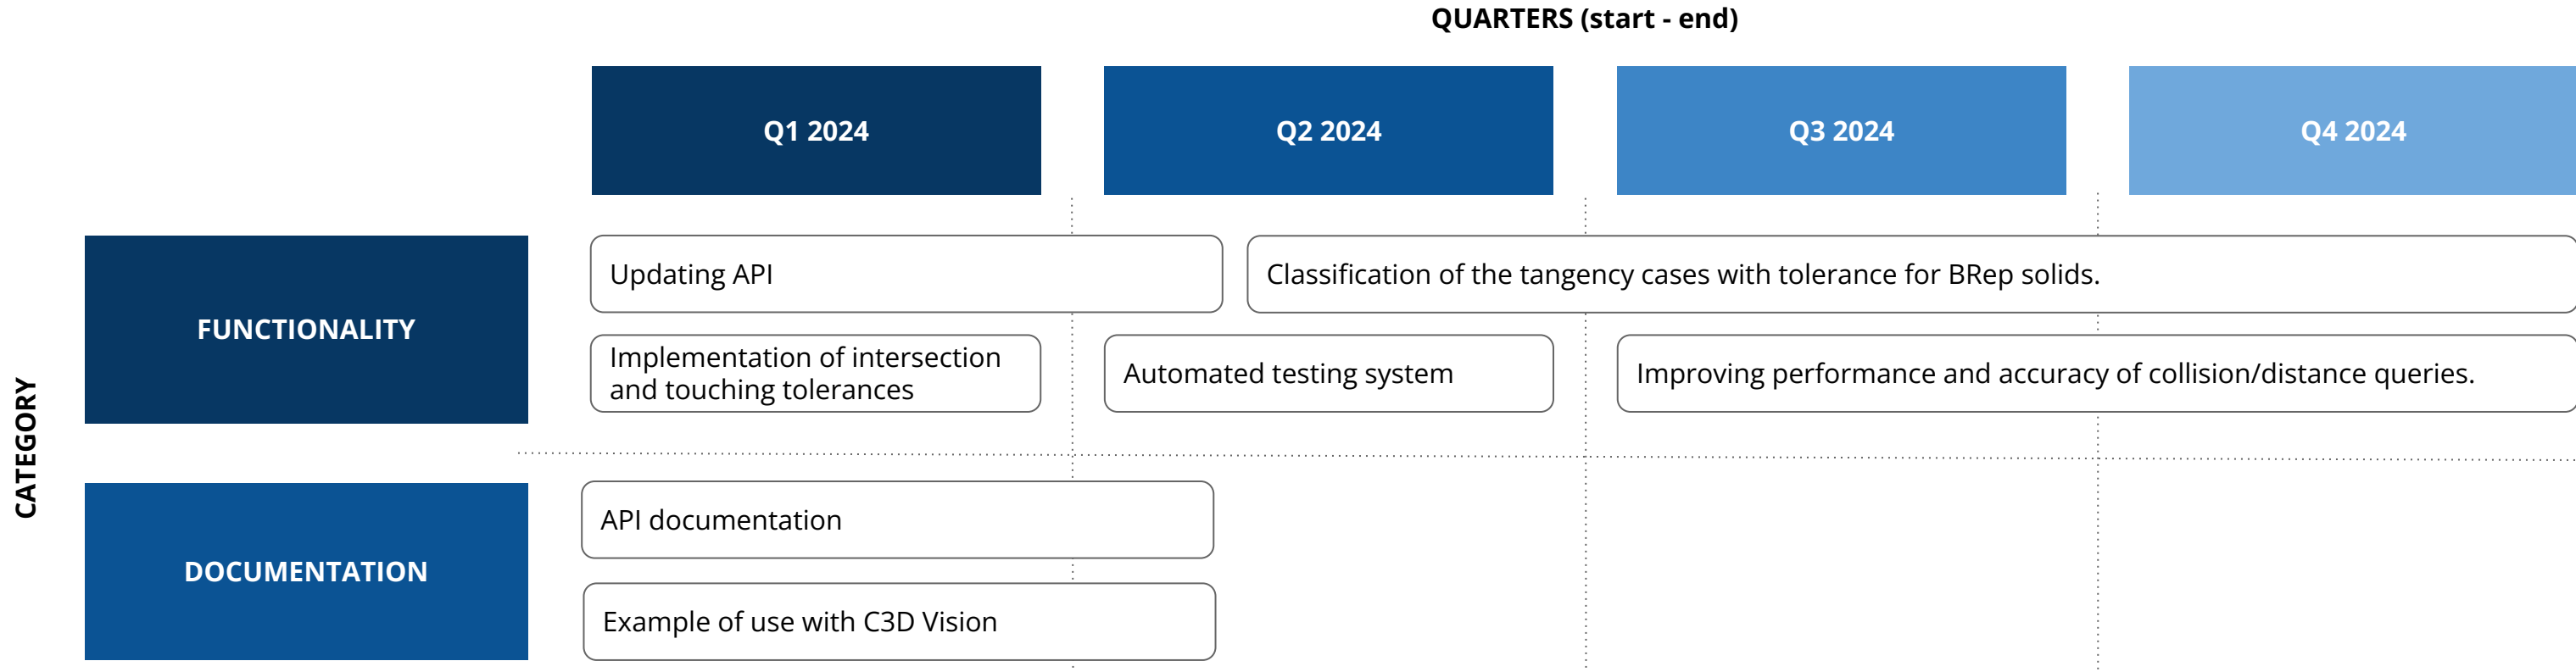 QUARTERS (start - end)
Q1 2024
Q2 2024
Q3 2024
Q4 2024
CATEGORY
FUNCTIONALITY
Updating API
Classification of the tangency cases with tolerance for BRep solids.
Implementation of intersection
and touching tolerances
Automated testing system
Improving performance and accuracy of collision/distance queries.
DOCUMENTATION
API documentation
Example of use with C3D Vision